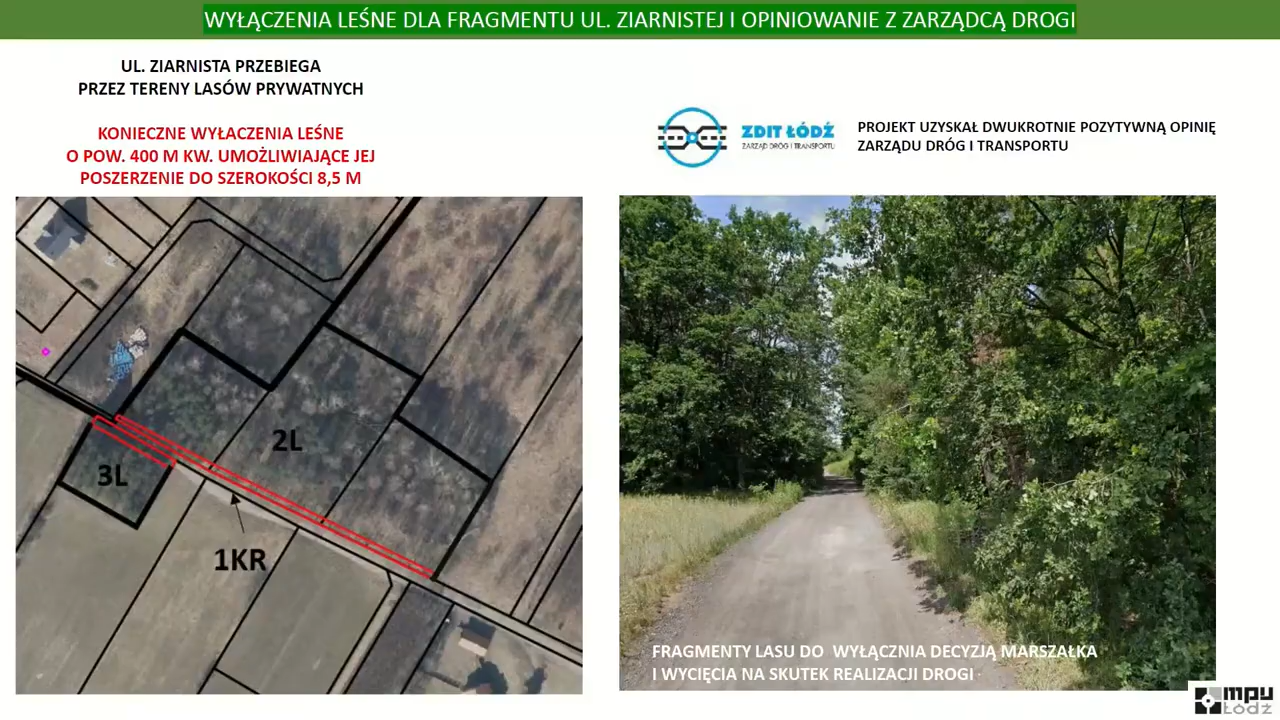 WYŁĄCZENIA LEŚNE DLA FRAGMENTU UL. ZIARNISTEJ I OPINIOWANIE Z ZARZĄDCĄ DROGI
UL. ZIARNISTA PRZEBIEGA
PRZEZ TERENY LASÓW PRYWATNYCH
KONIECZNE WYŁACZENIA LEŚNE
O POW. 400 M KW. UMOŻLIWIAJĄCE JEJ
POSZERZENIE DO SZEROKOŚCI 8,5 M
ZDIT ŁÓDŹ
ZARZĄD DRÓG I TRANSPORTU
PROJEKT UZYSKAŁ DWUKROTNIE POZYTYWNĄ OPINIĘ
ZARZĄDU DRÓG I TRANSPORTU
2L
3L
1KR
FRAGMENTY LASU DO WYŁĄCZNIA DECYZJĄ MARSZAŁKA
I WYCIĘCIA NA SKUTEK REALIZACJI DROGI
mpu
Łódź